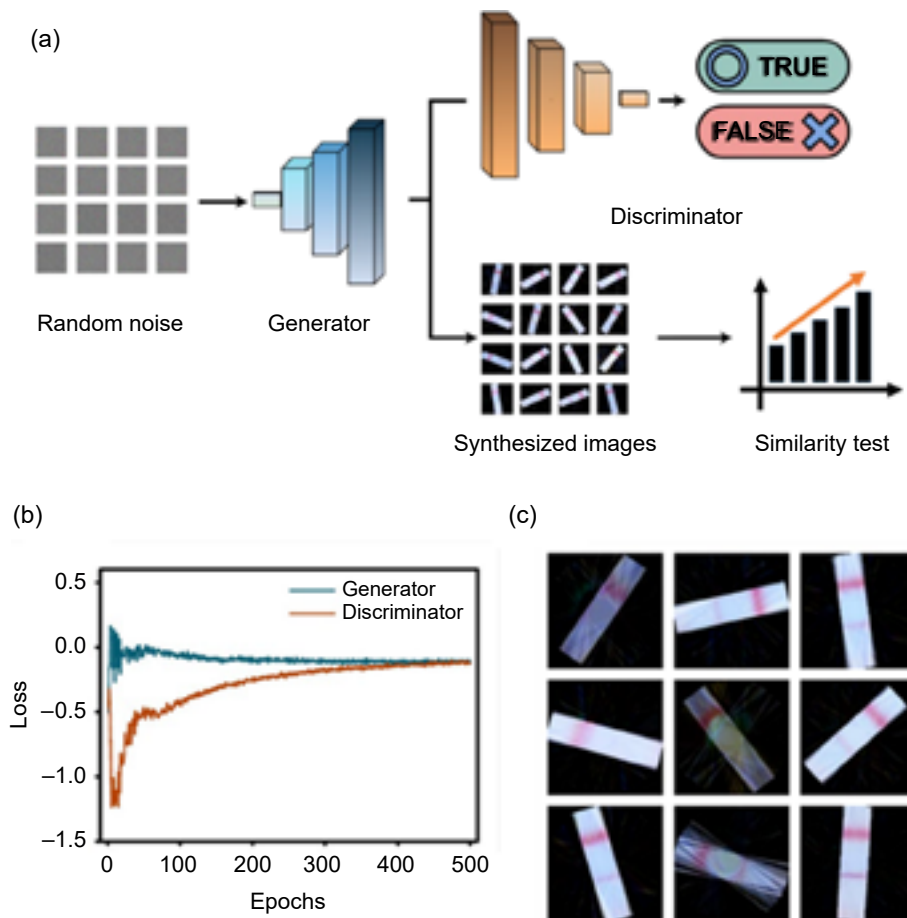 (a)
TRUE
FALSE
Discriminator
Random noise
Generator
Synthesized images
Similarity test
(b)
0.5
0.0
–0.5
–1.0
–1.5
Loss
Generator
Discriminator
0
100
200
300
400
500
Epochs
(c)